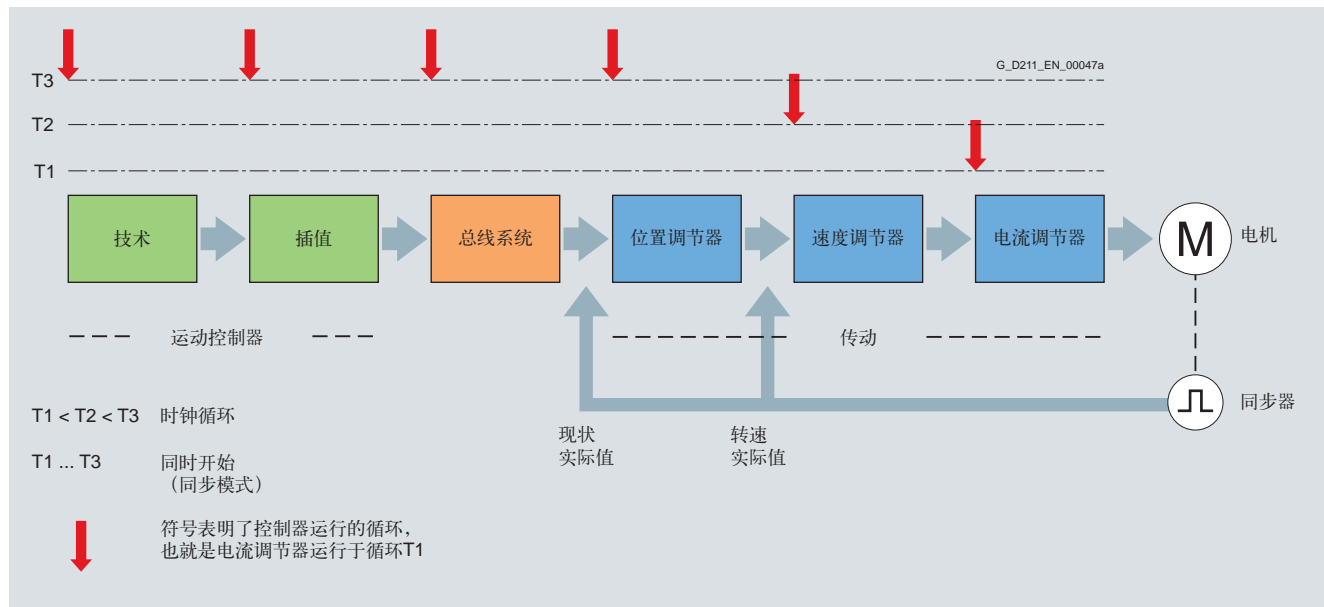 G_D211_EN_00047a
T3
T2
T1
技术
插值
总线系统
位置调节器
速度调节器
电流调节器
M
电机
运动控制器
传动
同步器
T1 < T2 < T3 时钟循环
现状
实际值
转速
实际值
T1 ... T3 同时开始
（同步模式）
符号表明了控制器运行的循环，
也就是电流调节器运行于循环T1